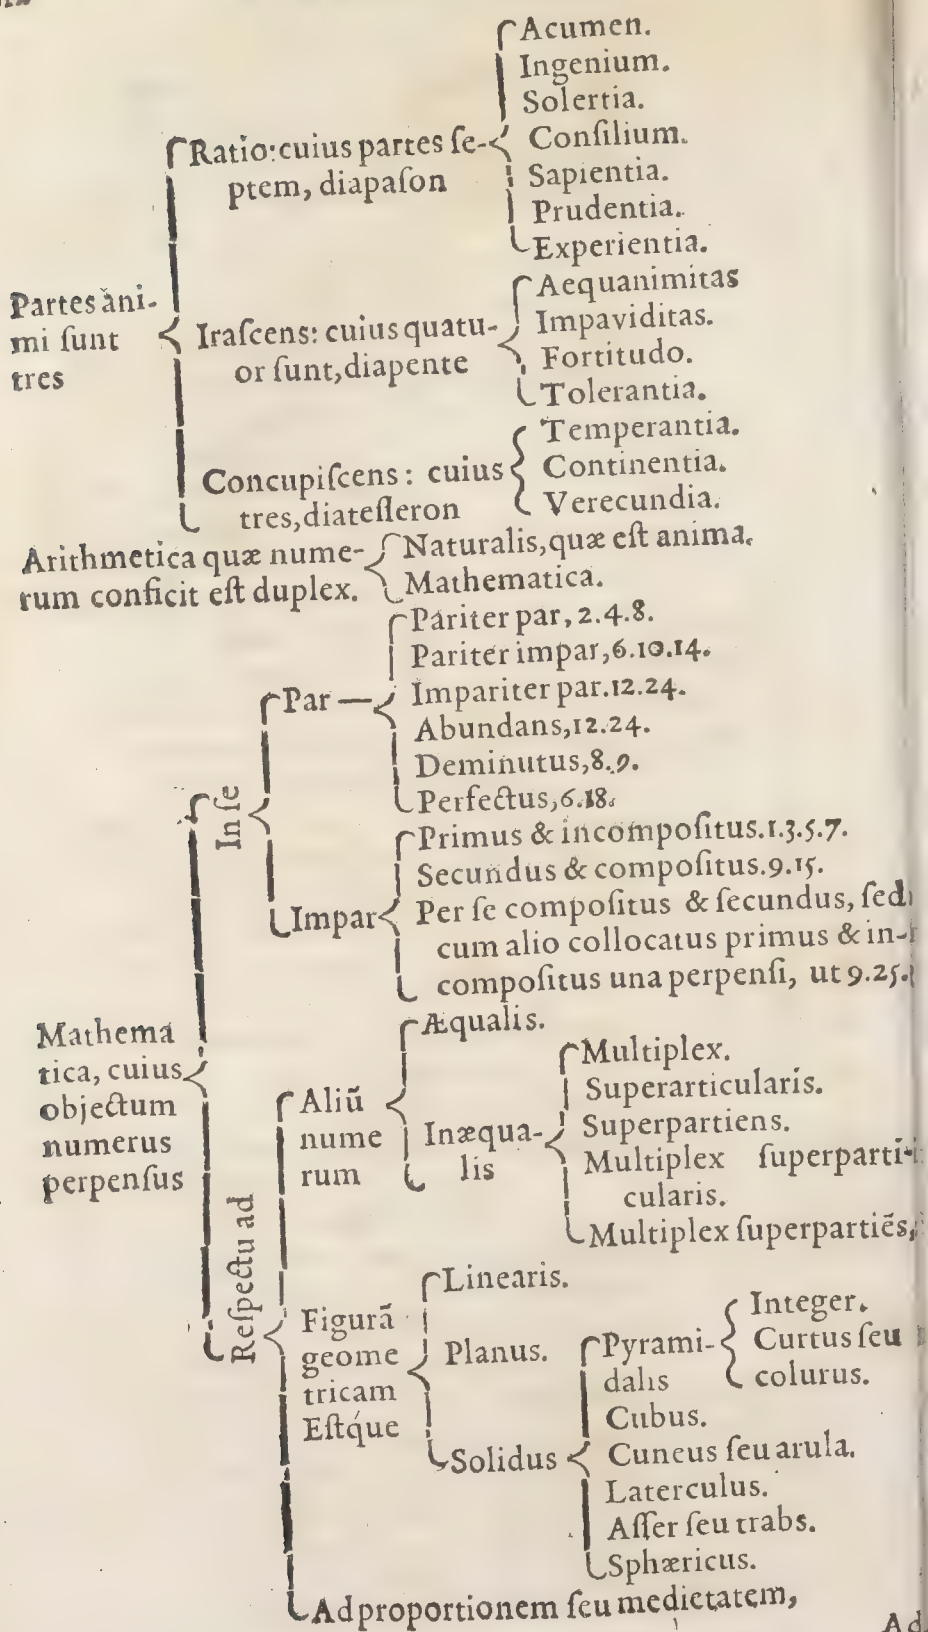 Acumen.
Ingenium.
Solertia.
Ratio:cuius partes ſe-
ptem, diapaſon
Conſilium.
Sapientia.
Prudentia.
Experientia.
Partes ani-
mi ſunt
tres
Iraſcens: cuius quatu-
or ſunt, diapente
Aequanimitas
Impaviditas.
Fortitudo.
Tolerantia.
Concupiſcens: cuius
tres, diateſſeron
Temperantia.
Continentia.
Verecundia.
Arithmetica quæ nume-
rum conficit eſt duplex.
Naturalis, quæ eſt anima.
Mathematica.
Mathema
tica, cuius
objectum
numerus
perpenſus
In ſe
Par
Pariter par, 2.4.8.
Pariter impar, 6.10.14.
Impariter par. 12.24.
Abundans, 12.24.
Deminutus, 8.9.
Perfectus, 6.18.
Impar
Primus & incompoſitus. 1.3.5.7.
Secundus & compoſitus. 9.15.
Per ſe compoſitus & ſecundus, ſed
cum alio collocatus primus & in-
compoſitus una perpenſi, ut 9.25.
Reſpectu ad
Aliū
nume
rum
Æqualis.
Inæqua-
lis
Multiplex.
Superarticularis.
Superpartiens.
Multiplex ſuperparti-
cularis.
Multiplex ſuperpartiēs,
Figurā
geome
tricam
Eſtq́ue
Linearis.
Planus.
Solidus
Pyrami-
dalis
Integer.
Curtus ſeu
colurus.
Cubus.
Cuneus ſeu arula.
Laterculus.
Aſſer ſeu trabs.
Sphæricus.
Ad proportionem ſeu medietatem,
Ad